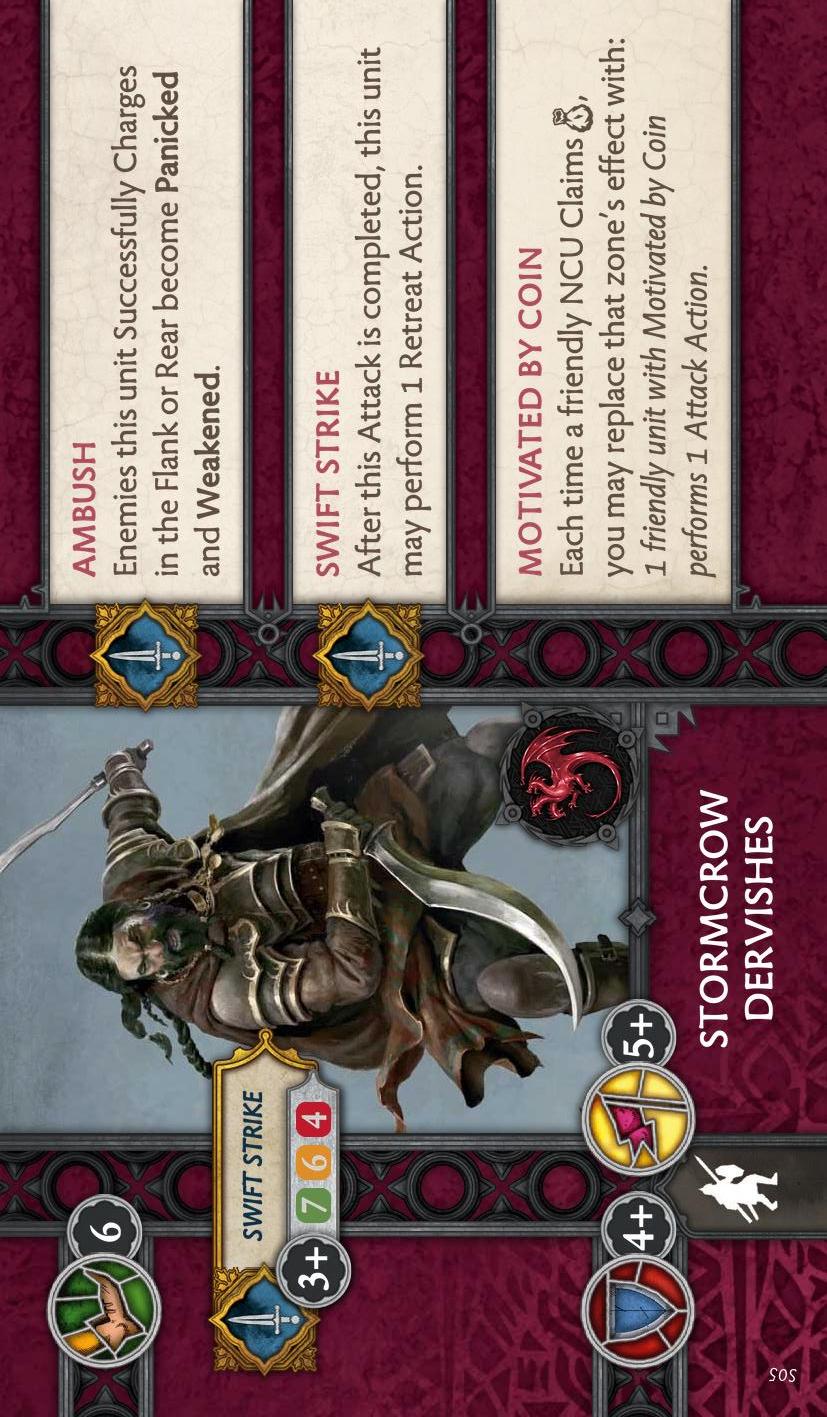 6
SWIFT STRIKE
3+
7 6 4
4+
5+
STORMCROW
DERVISHES
AMBUSH
Enemies this unit Successfully Charges
in the Flank or Rear become Panicked
and Weakened.
SWIFT STRIKE
After this Attack is completed, this unit
may perform 1 Retreat Action.
MOTIVATED BY COIN
Each time a friendly NCU Claims ,
you may replace that zone's effect with:
1 friendly unit with Motivated by Coin
performs 1 Attack Action.
S05